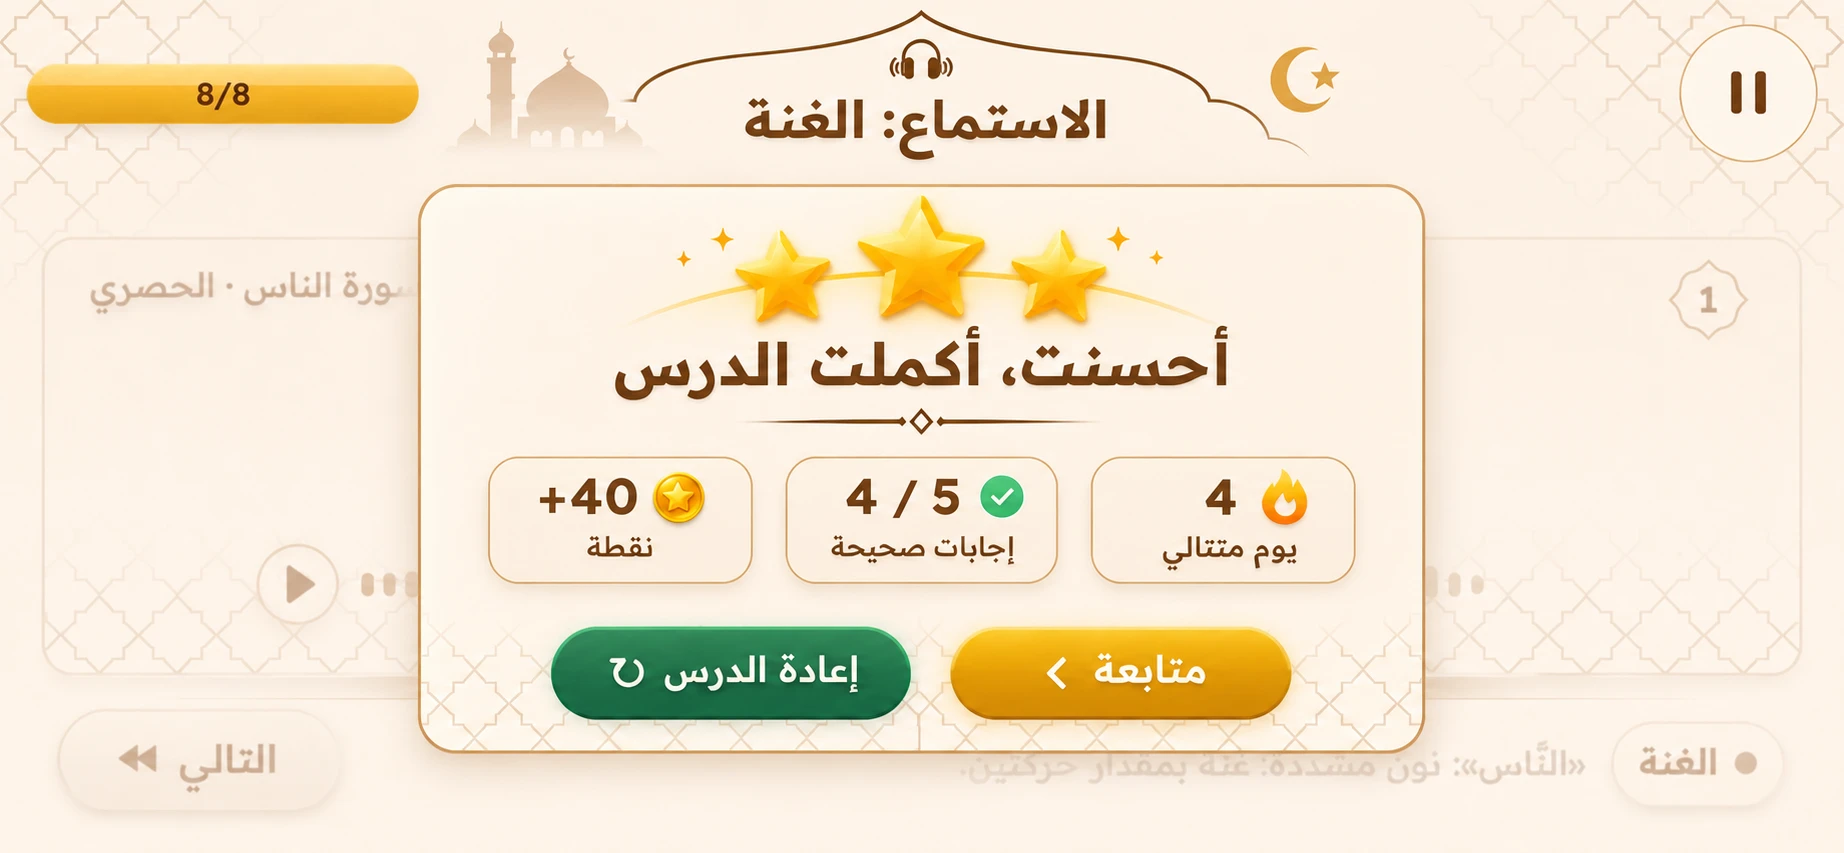 8/8
الاستماع: الغنة
سورة الناس · الحصري
1
أحسنت، أكملت الدرس
4
يوم متتالي
4 / 5
إجابات صحيحة
+40
نقطة
متابعة
إعادة الدرس
الغنة
«النَّاس»: نون مشددة: غنة بمقدار حركتين.
التالي